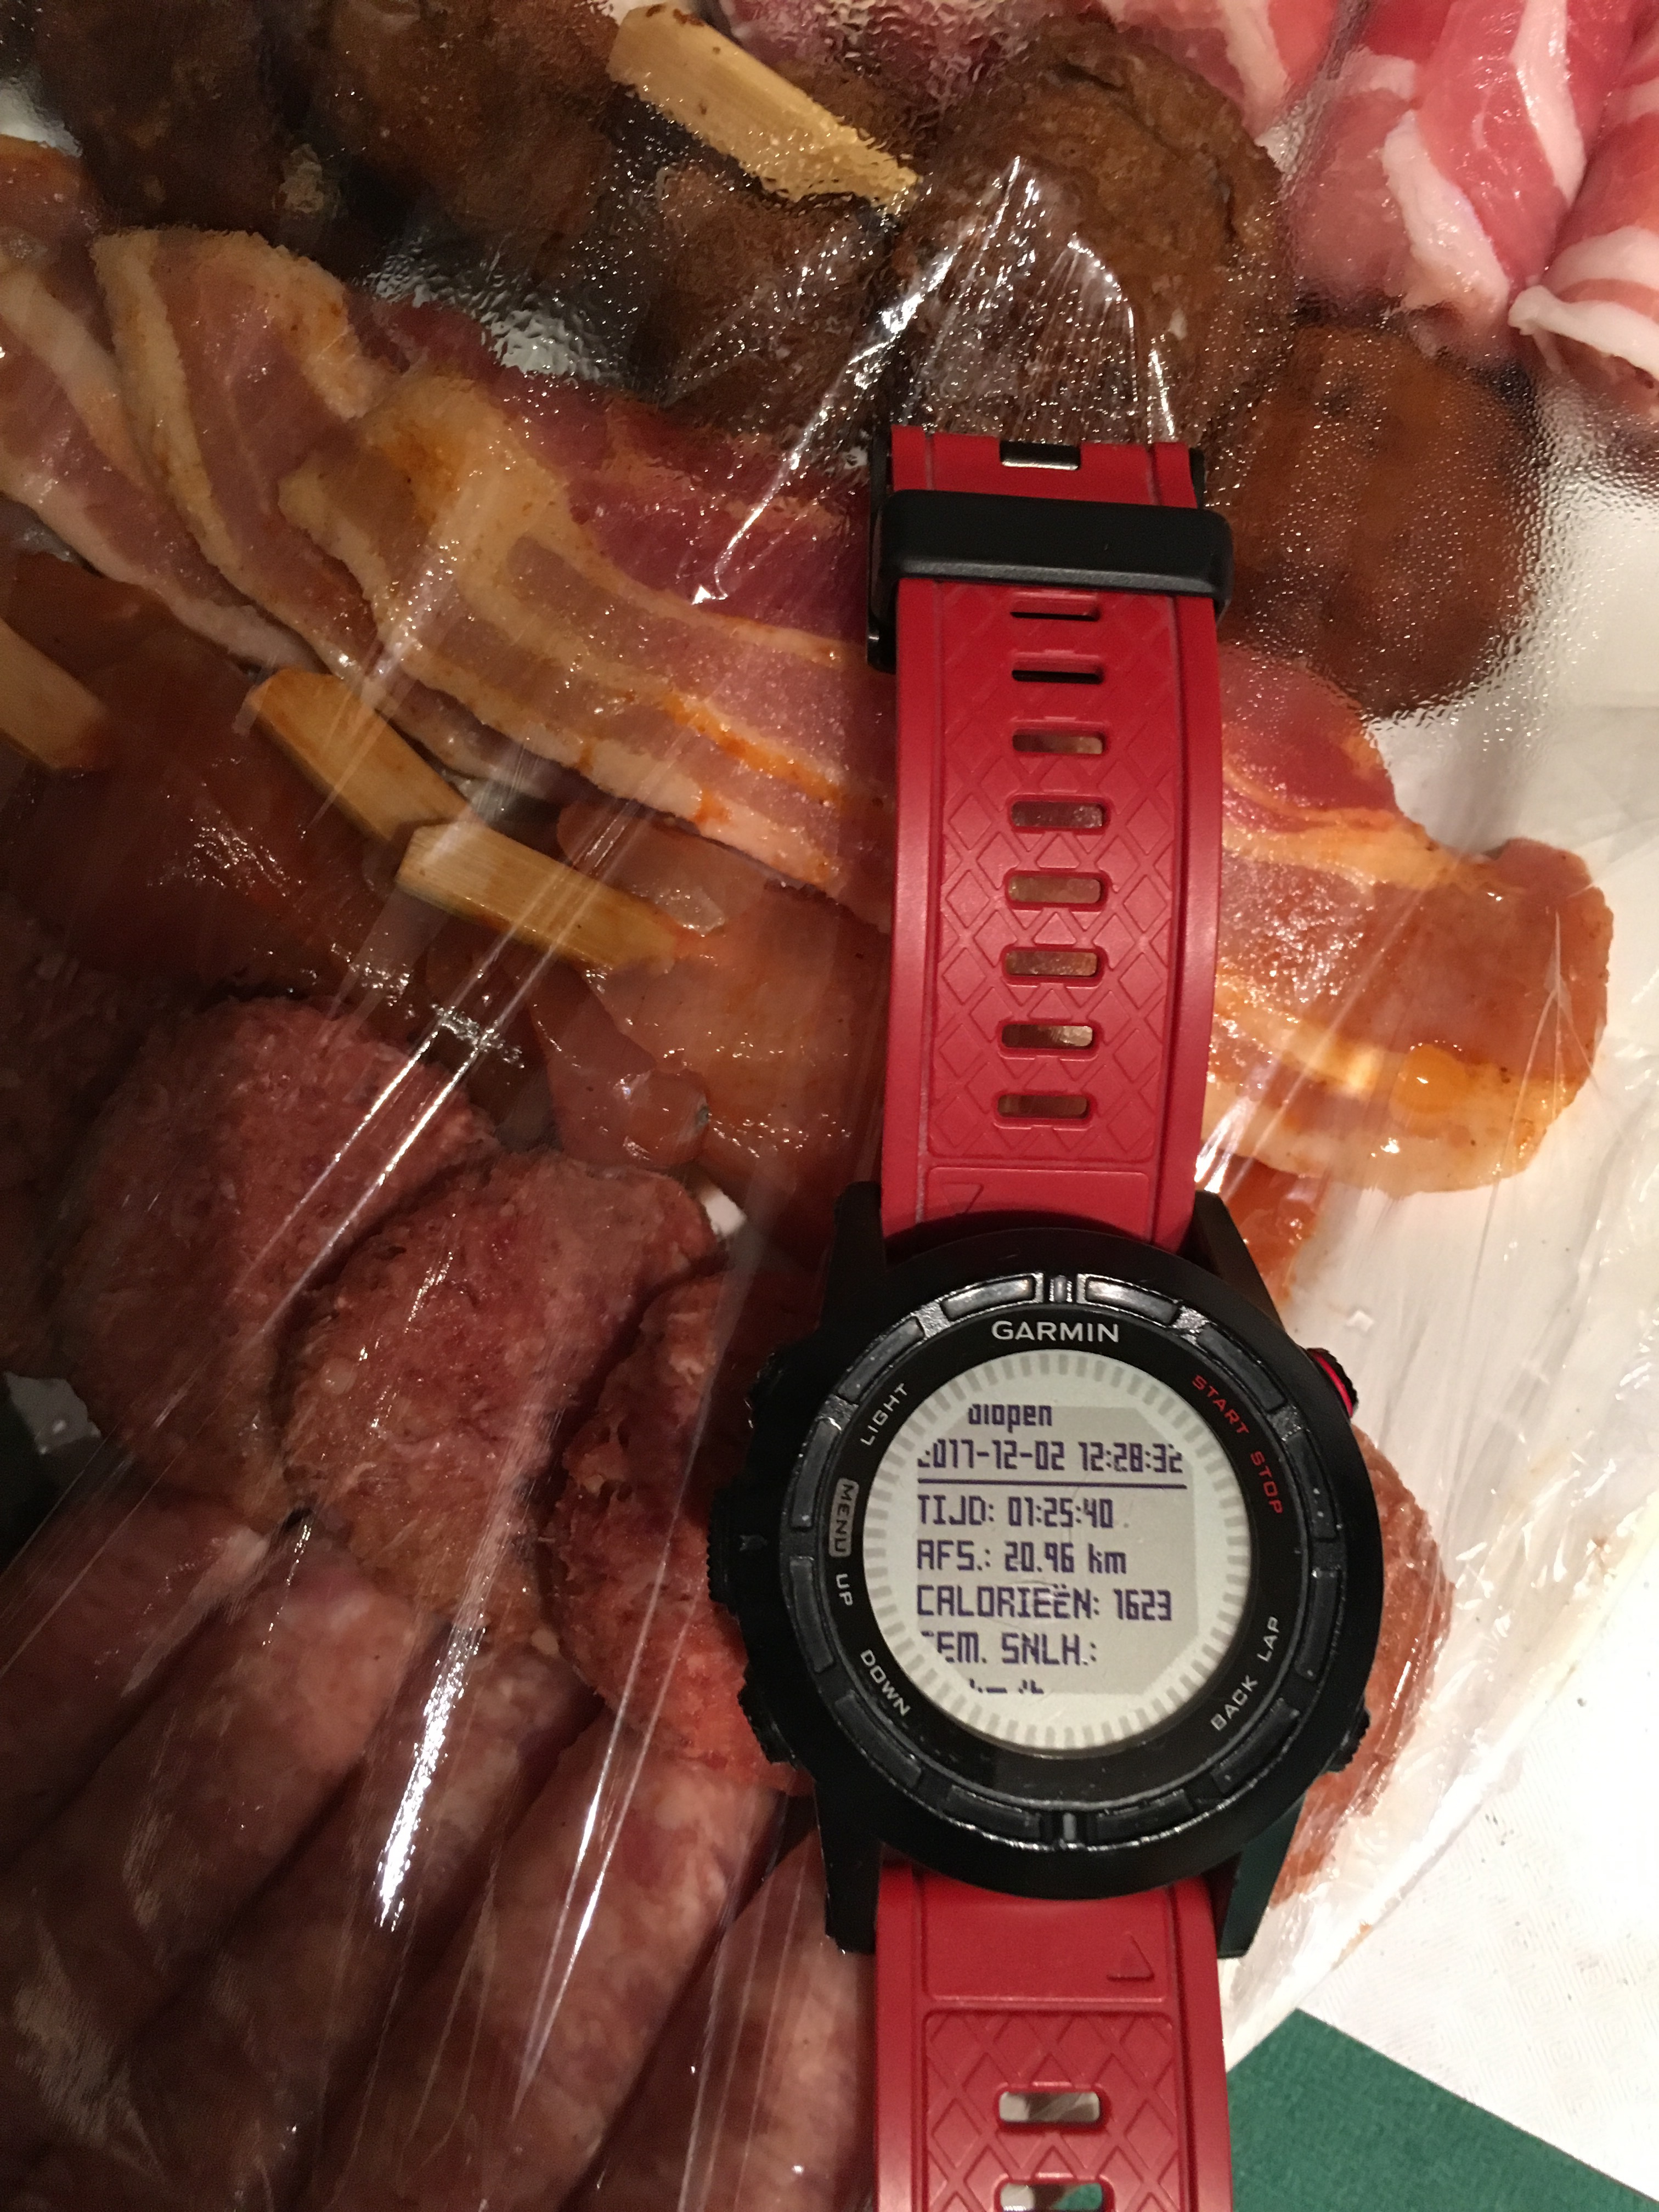 GARMIN
LIGHT
START STOP
MENU
UP
DOWN
BACK LAP
2017-12-02 12:28:32
TIJD: 01:25:40
AFS.: 20.96 km
CALORIEËN: 1623
SNLH.: